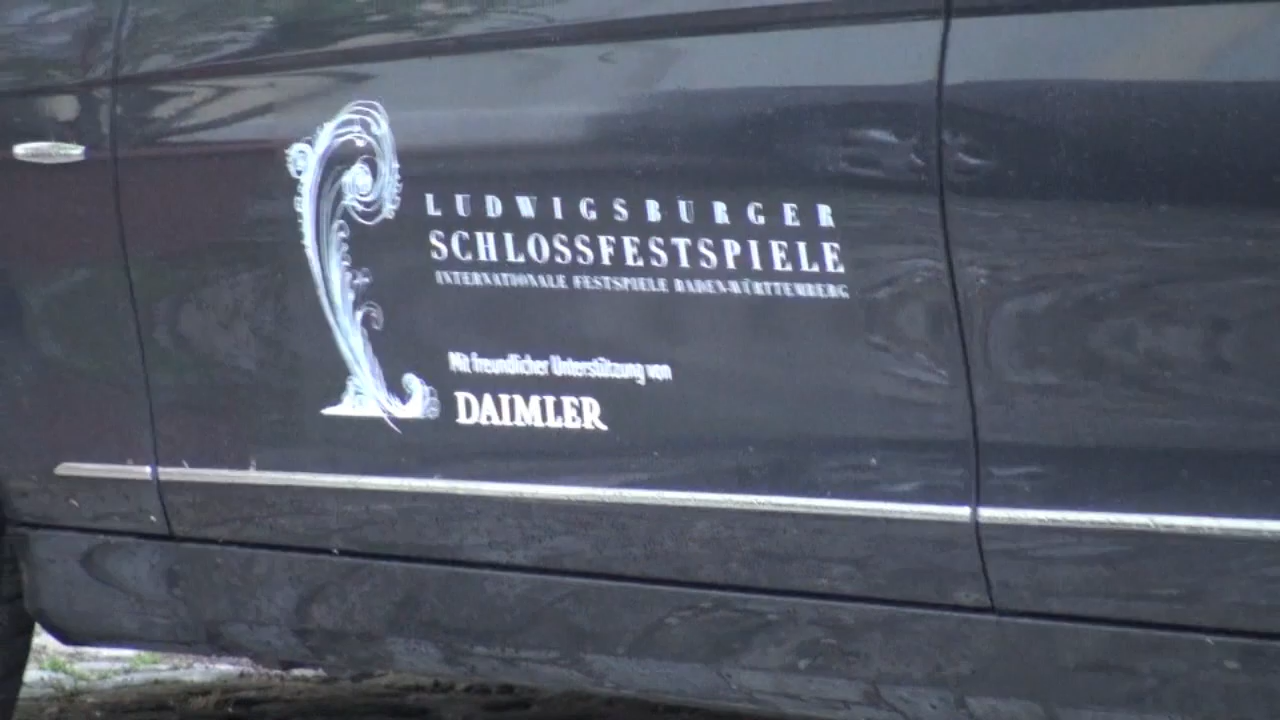 LUDWIGSBURGER
SCHLOSSFESTSPIELE
INTERNATIONALE FESTSPIELE BADEN-WÜRTTEMBERG
Mit freundlicher Unterstützung von
DAIMLER